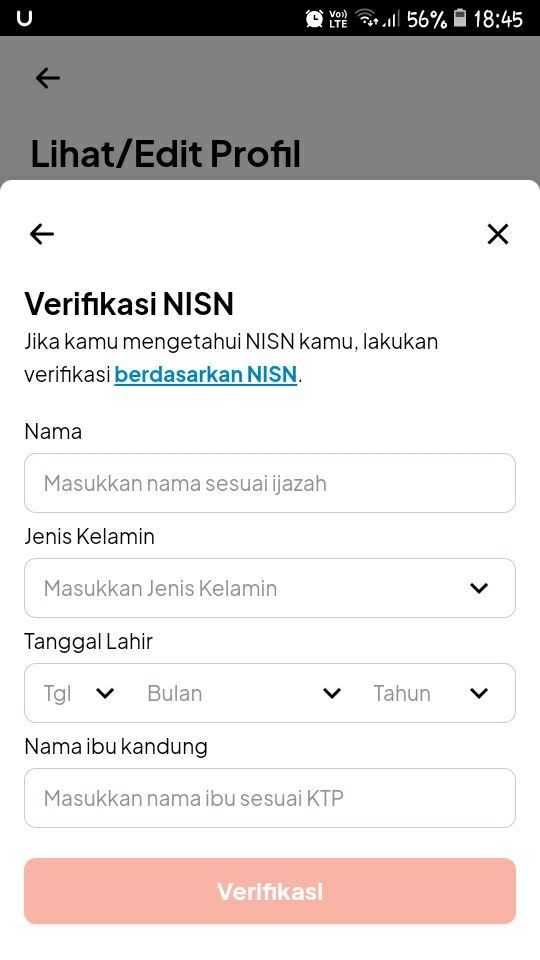 U
Vo) 56% 18:45
LTE
Lihat/Edit Profil
Verifikasi NISN
Jika kamu mengetahui NISN kamu, lakukan
verifikasi berdasarkan NISN.
Nama
Masukkan nama sesuai ijazah
Jenis Kelamin
Masukkan Jenis Kelamin
Tanggal Lahir
Tgl Bulan Tahun
Nama ibu kandung
Masukkan nama ibu sesuai KTP
Verifikasi